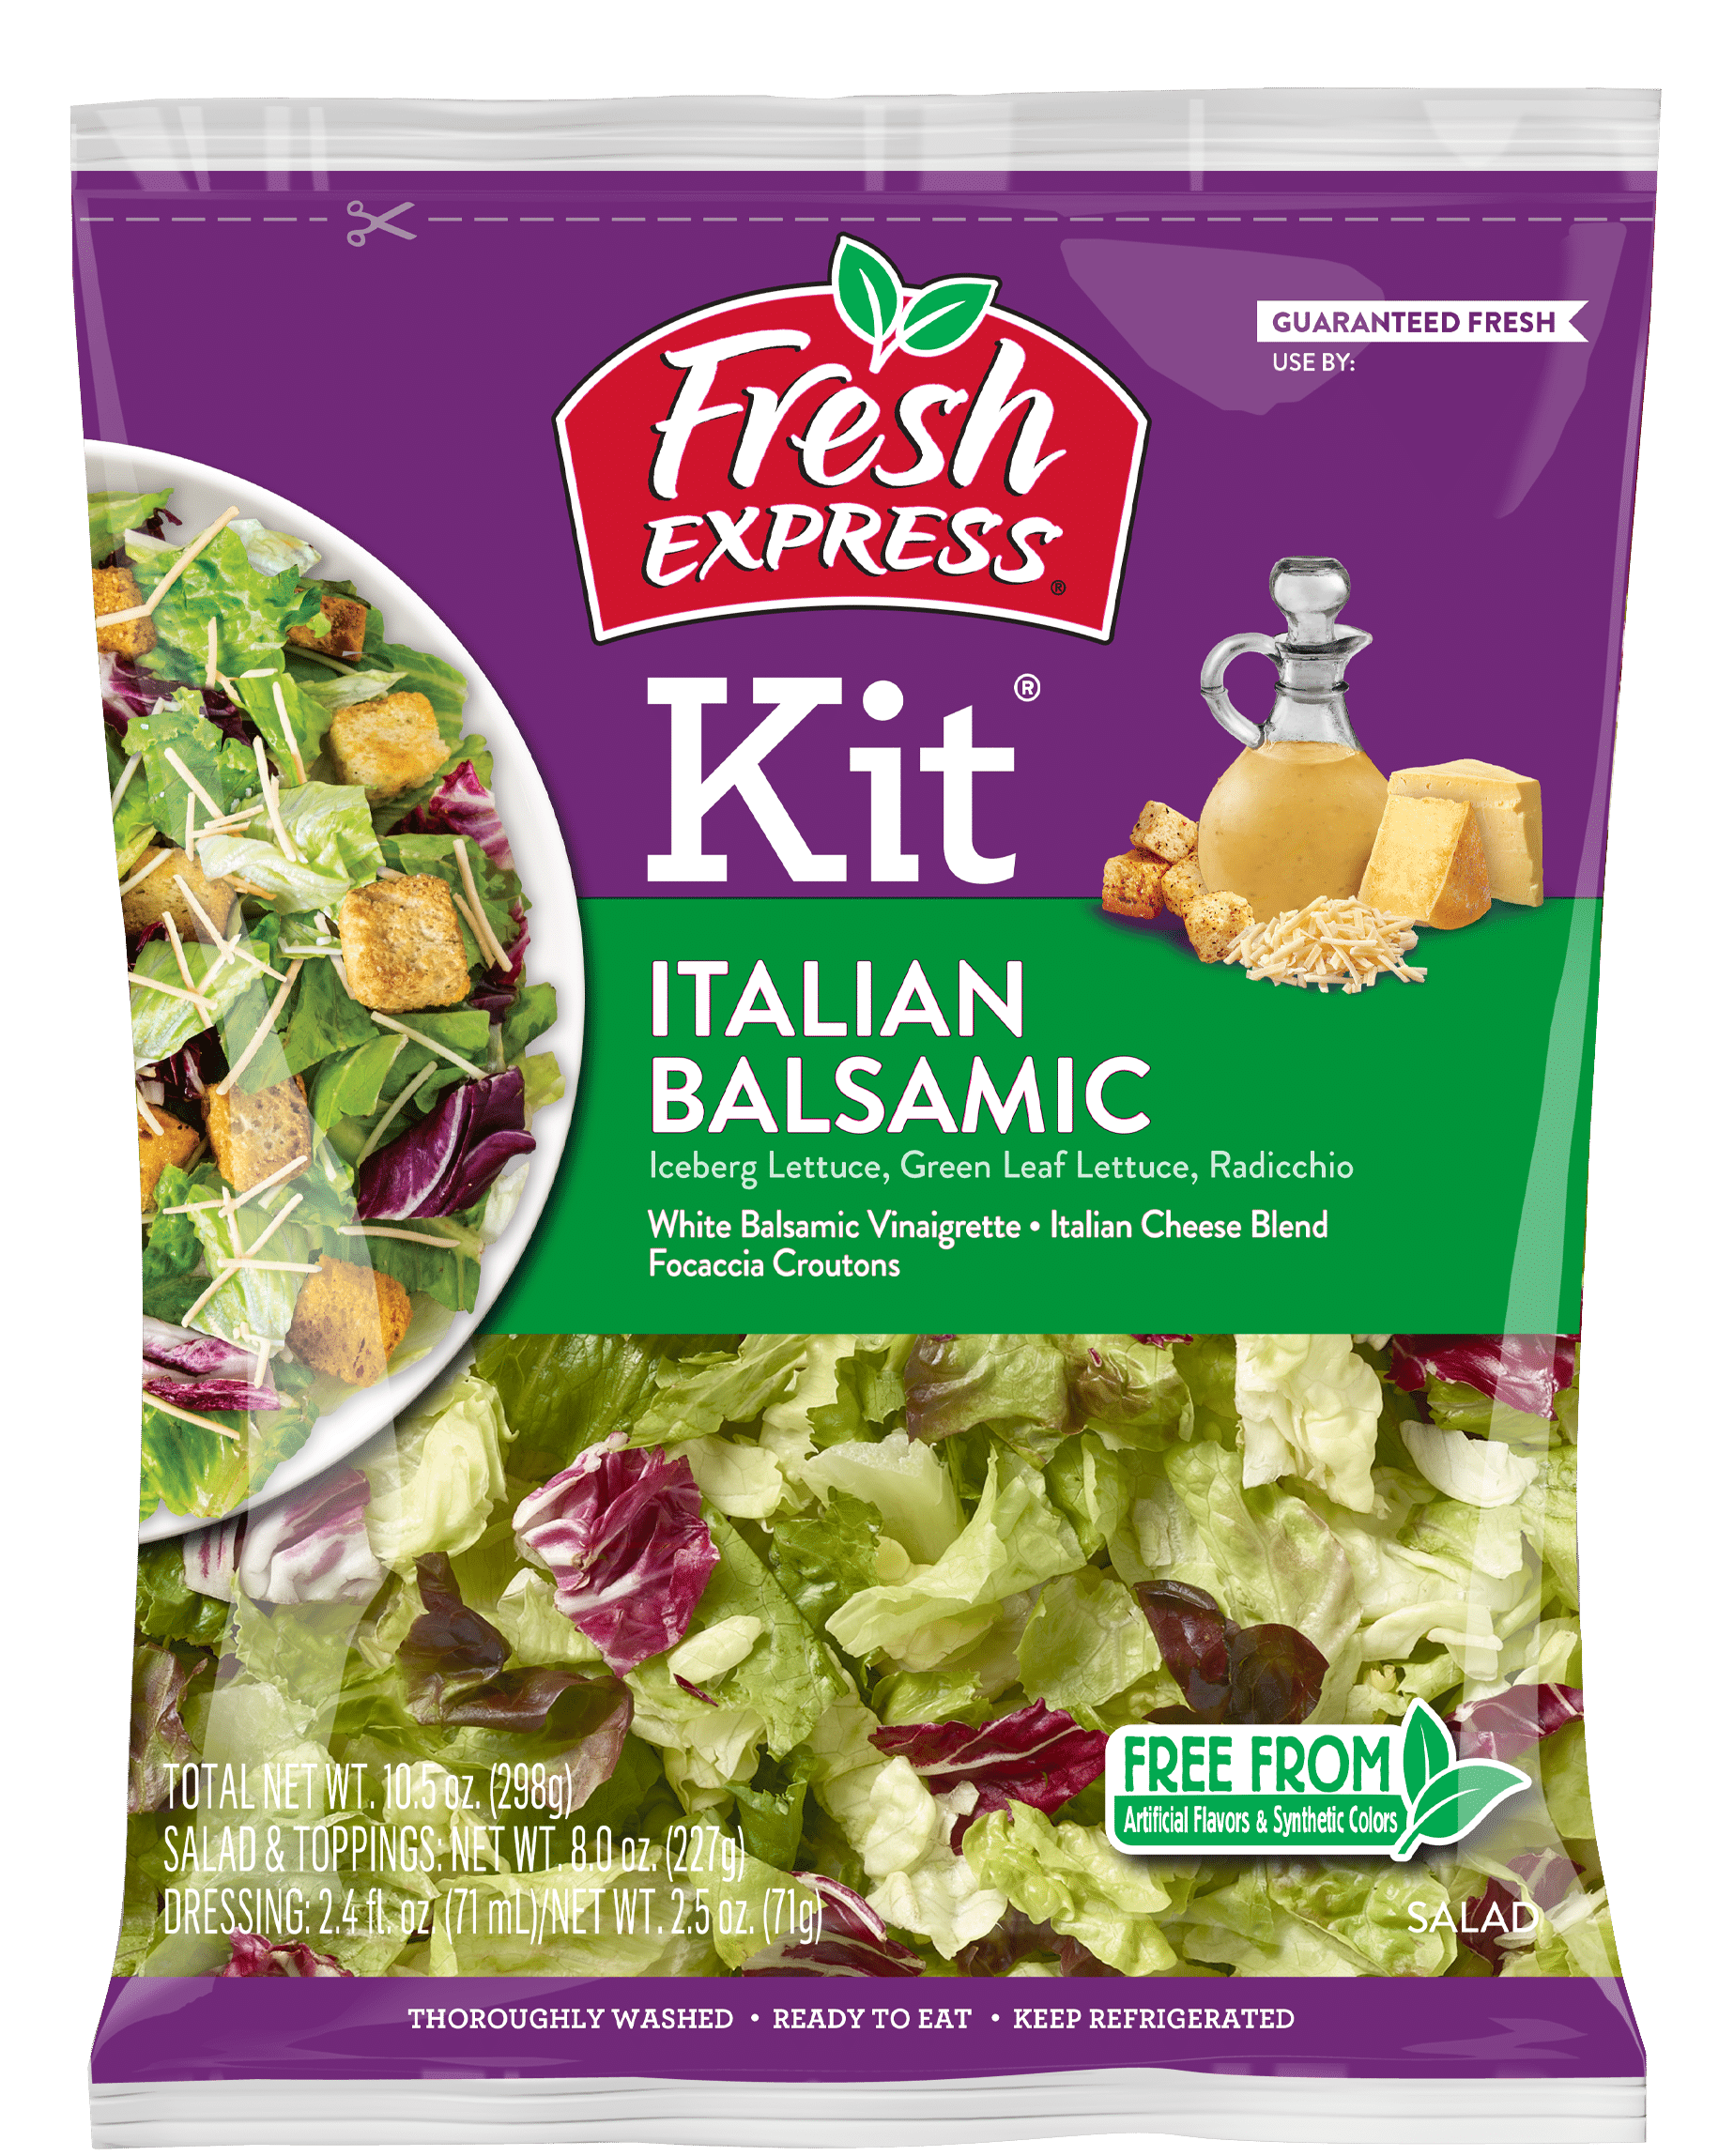 GUARANTEED FRESH
USE BY:
Fresh
EXPRESS®
Kit®
ITALIAN
BALSAMIC
Iceberg Lettuce, Green Leaf Lettuce, Radicchio
White Balsamic Vinaigrette • Italian Cheese Blend
Focaccia Croutons
FREE FROM
Artificial Flavors & Synthetic Colors
TOTAL NET WT. 10.5 oz. (298g)
SALAD & TOPPINGS: NET WT. 8.0 oz. (227g)
DRESSING: 2.4 fl. oz. (71 mL)/NET WT. 2.5 oz. (71g)
SALAD
THOROUGHLY WASHED • READY TO EAT • KEEP REFRIGERATED